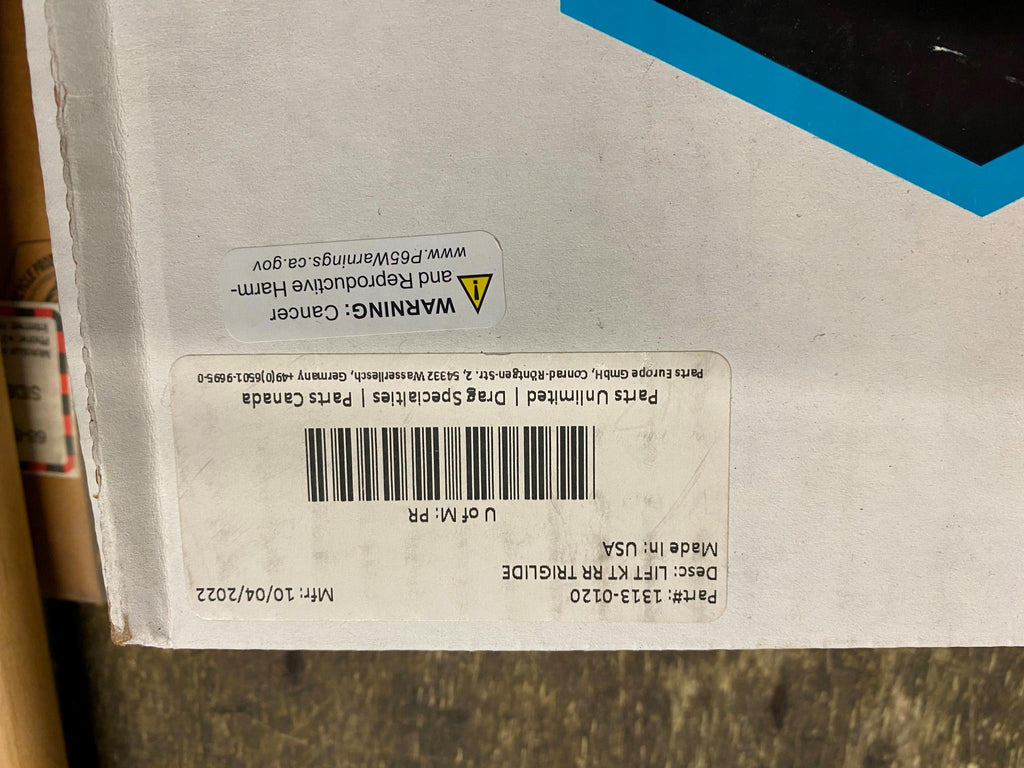 Part#: 1313-0120
Mfr: 10/04/2022
Desc: LIFT KT RR TRIGLIDE
Made In: USA
U of M: PR
Parts Unlimited | Drag Specialties | Parts Canada
Parts Europe GmbH, Conrad-Röntgen-Str. 2, 54332 Wasserliesch, Germany, +49(0)6501-9695-0
WARNING: Cancer
and Reproductive Harm-
www.P65Warnings.ca.gov